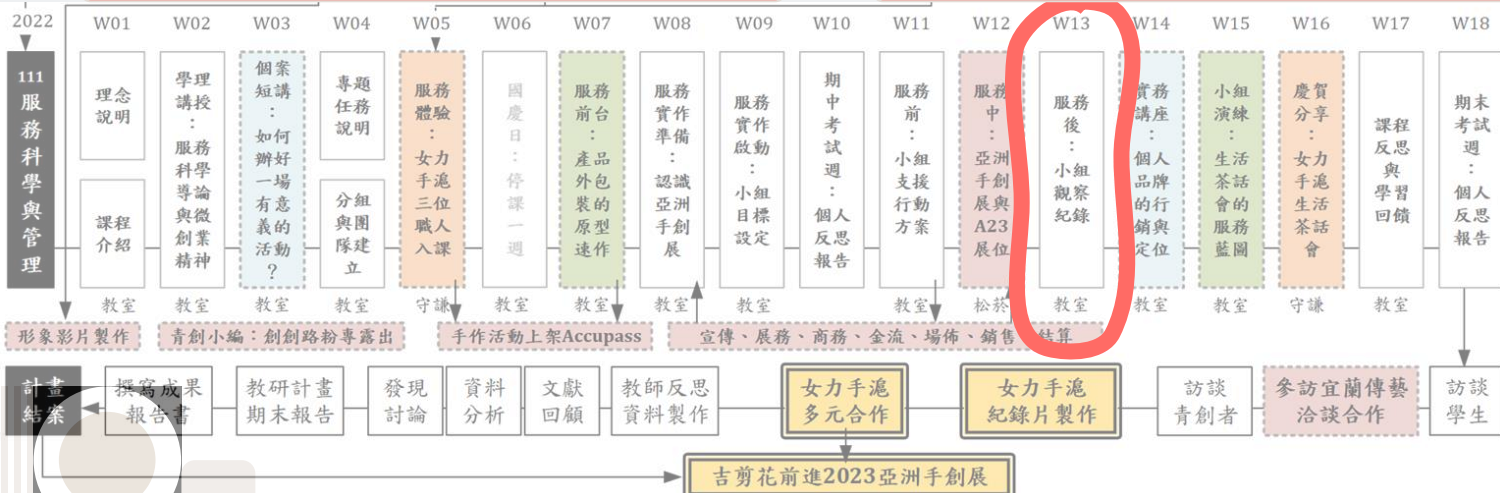 2022 W01 W02 W03 W04 W05 W06 W07 W08 W09 W10 W11 W12 W13 W14 W15 W16 W17 W18
111
服務科學與管理
理念
說明
課程
介紹
學理
講授
：
服務
科學
導論
與微
創業
精神
個案
短講
：
如何
辦好
一場
有意
義的
活動
？
專題
任務
說明
分組
與團
隊建
立
服務
體驗
：
女力
手滬
三位
職人
入課
國慶日：停課一週
服務
前台
：
產品
外包
裝的
原型
速作
服務
實作
準備
：
認識
亞洲
手創
展
服務
實作
啟動
：
小組
目標
設定
期中考試週
：
個人
反思
報告
服務
前：
小組
支援
行動
方案
服務
中：
亞洲
手創
展與
A23
展位
服務
後：
小組
觀察
紀錄
實務
講座
：
個人
品牌
的行
銷與
定位
小組
演練
：
生活
茶話
會的
服務
藍圖
慶賀
分享
：
女力
手滬
生活
茶話
會
課程
反思
與
學習
回饋
期末
考試
週：
個人
反思
報告
教室 教室 教室 教室 守謙 教室 教室 教室 教室 教室 松菸 教室 教室 教室 守謙 教室
形象影片製作
青創小編：創創路粉專露出
手作活動上架Accupass
宣傳、展務、商務、金流、場佈、銷售 結算
計畫
結案
撰寫成果
報告書
教研計畫
期末報告
發現
討論
資料
分析
文獻
回顧
教師反思
資料製作
女力手滬
多元合作
女力手滬
紀錄片製作
訪談
青創者
參訪宜蘭傳藝
洽談合作
訪談
學生
吉剪花前進2023亞洲手創展